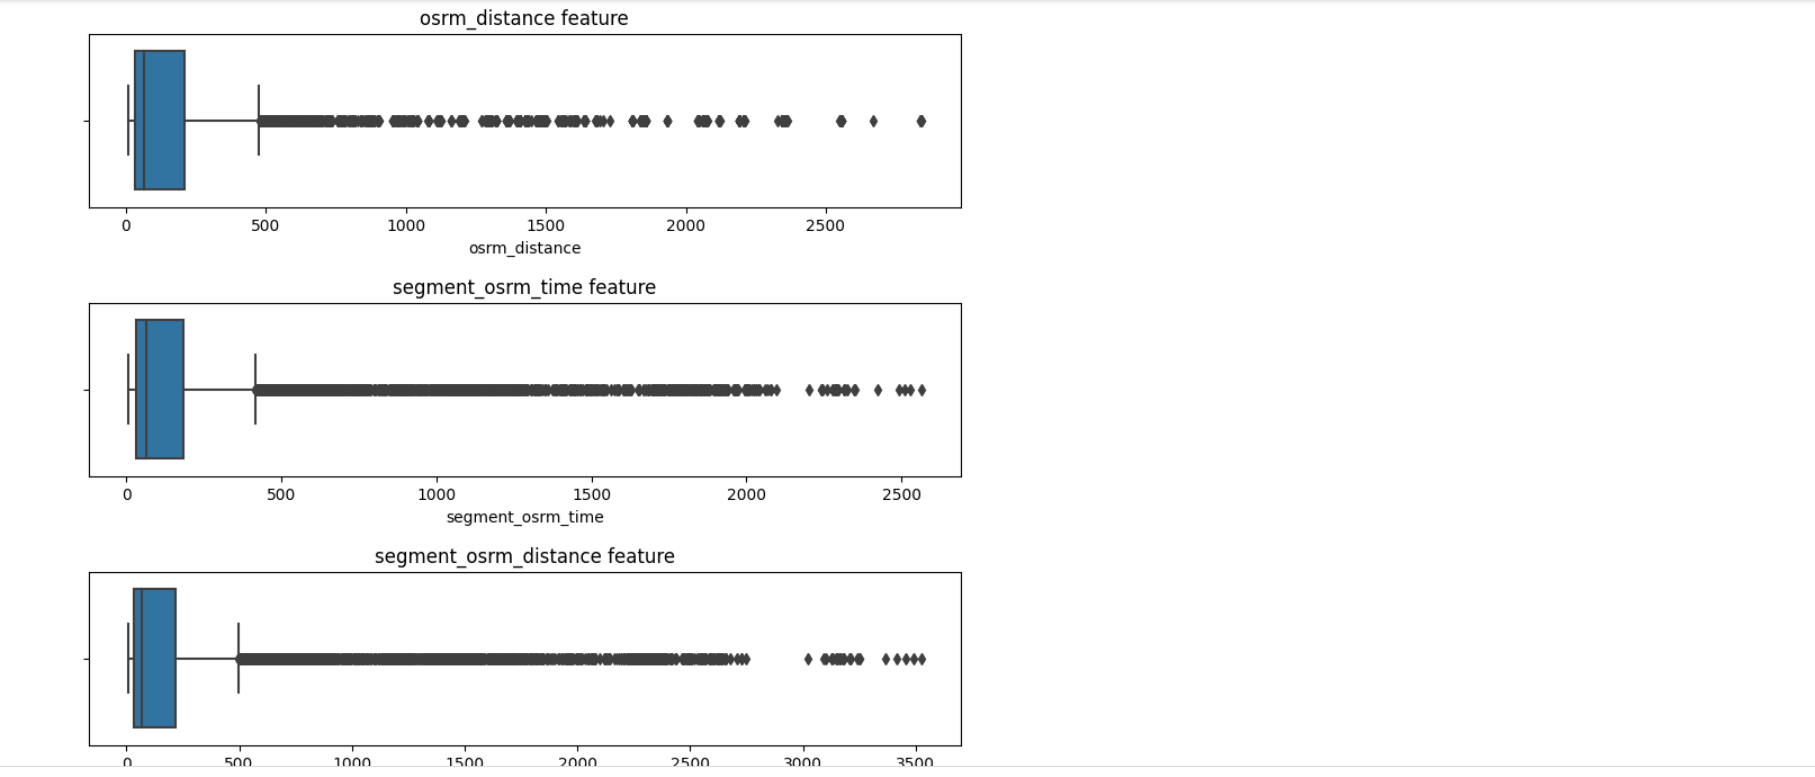 osrm_distance feature
0 500 1000 1500 2000 2500
osrm_distance
segment_osrm_time feature
0 500 1000 1500 2000 2500
segment_osrm_time
segment_osrm_distance feature
0 500 1000 1500 2000 2500 3000 3500